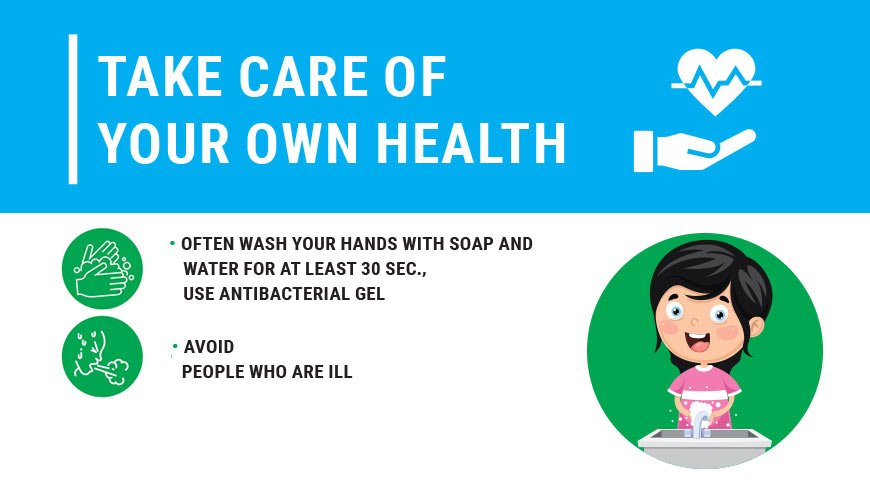 TAKE CARE OF
YOUR OWN HEALTH
• OFTEN WASH YOUR HANDS WITH SOAP AND
WATER FOR AT LEAST 30 SEC.,
USE ANTIBACTERIAL GEL
• AVOID
PEOPLE WHO ARE ILL